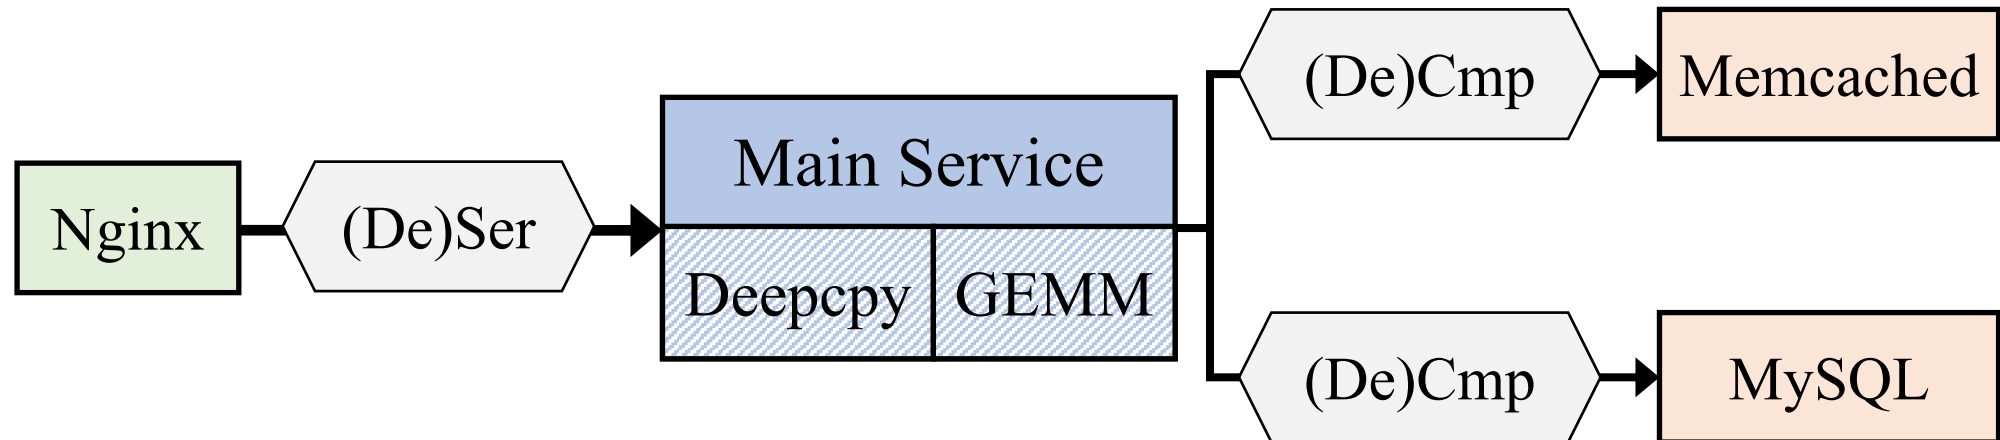 Nginx
(De)Ser
Main Service
Deepcpy
GEMM
(De)Cmp
Memcached
(De)Cmp
MySQL